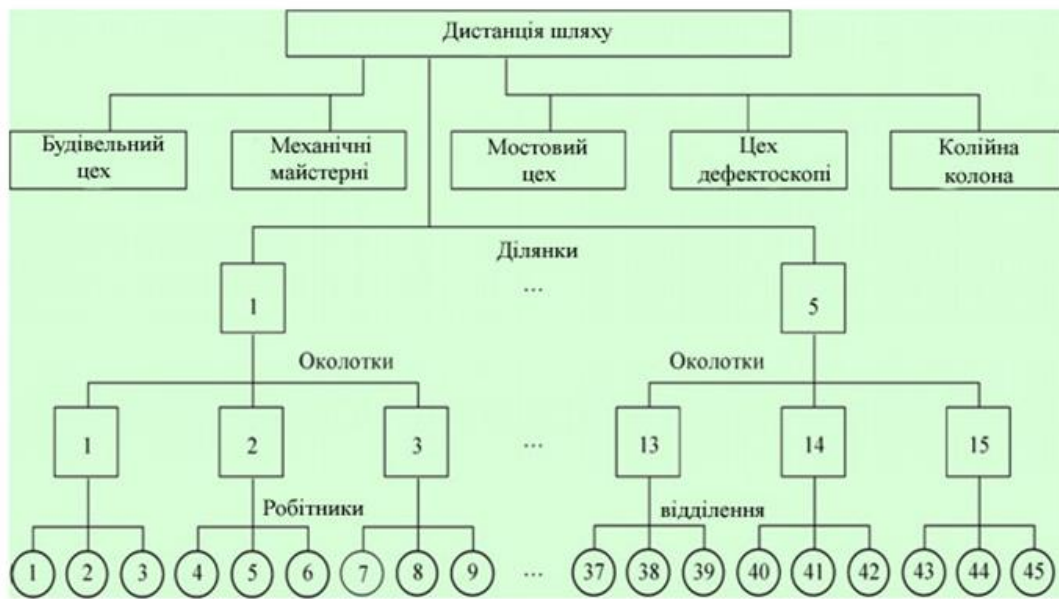 Дистанція шляху
Будівельний
цех
Механічні
майстерні
Мостовий
цех
Цех
дефектоскопі
Колійна
колона
Ділянки
1 ... 5
Околотки Околотки
1 2 3 ... 13 14 15
Робітники відділення
1 2 3 4 5 6 7 8 9 ... 37 38 39 40 41 42 43 44 45